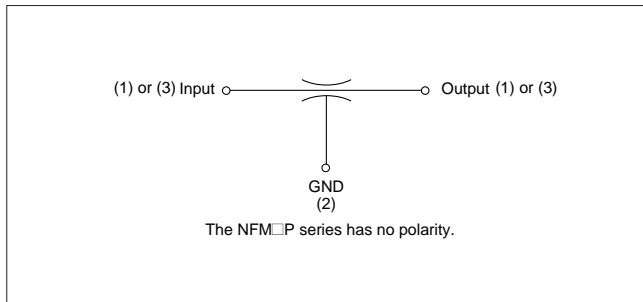 (1) or (3) Input
Output (1) or (3)
GND
(2)
The NFM□P series has no polarity.